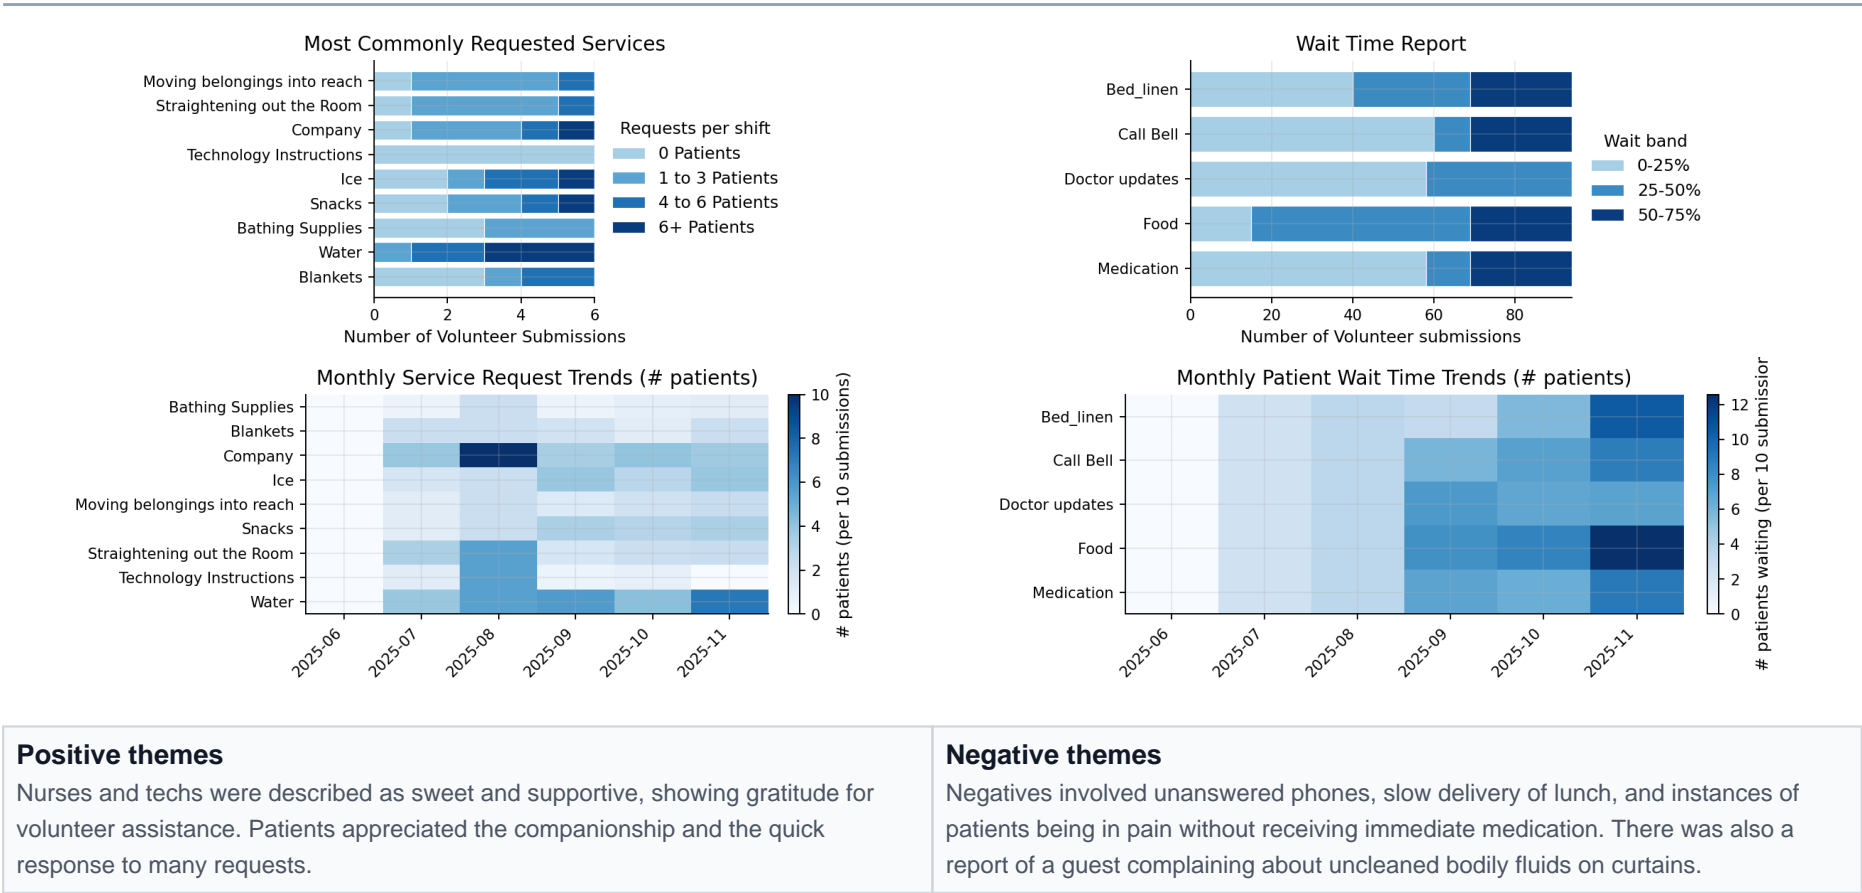 Most Commonly Requested Services
Moving belongings into reach
Straightening out the Room
Company
Technology Instructions
Ice
Snacks
Bathing Supplies
Water
Blankets
0 2 4 6
Number of Volunteer Submissions
Requests per shift
0 Patients
1 to 3 Patients
4 to 6 Patients
6+ Patients
Wait Time Report
Bed_linen
Call Bell
Doctor updates
Food
Medication
0 20 40 60 80
Number of Volunteer submissions
Wait band
0-25%
25-50%
50-75%
Monthly Service Request Trends (# patients)
Bathing Supplies
Blankets
Company
Ice
Moving belongings into reach
Snacks
Straightening out the Room
Technology Instructions
Water
2025-06 2025-07 2025-08 2025-09 2025-10 2025-11
10
8
6
4
2
0
# patients (per 10 submissions)
Monthly Patient Wait Time Trends (# patients)
Bed_linen
Call Bell
Doctor updates
Food
Medication
2025-06 2025-07 2025-08 2025-09 2025-10 2025-11
12
10
8
6
4
2
0
# patients waiting (per 10 submission
Positive themes
Nurses and techs were described as sweet and supportive, showing gratitude for
volunteer assistance. Patients appreciated the companionship and the quick
response to many requests.
Negative themes
Negatives involved unanswered phones, slow delivery of lunch, and instances of
patients being in pain without receiving immediate medication. There was also a
report of a guest complaining about uncleaned bodily fluids on curtains.